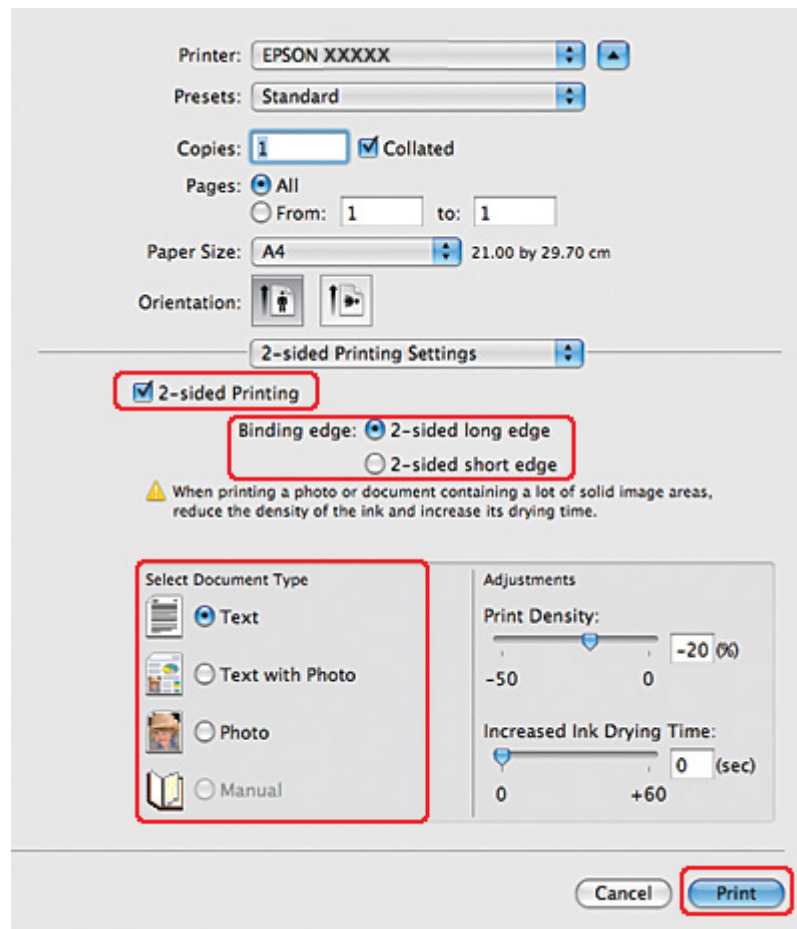 Printer: EPSON XXXXX
Presets: Standard
Copies: 1 Collated
Pages: All
From: 1 to: 1
Paper Size: A4 21.00 by 29.70 cm
Orientation:
2-sided Printing Settings
2-sided Printing
Binding edge: 2-sided long edge
2-sided short edge
When printing a photo or document containing a lot of solid image areas,
reduce the density of the ink and increase its drying time.
Select Document Type
Text
Text with Photo
Photo
Manual
Adjustments
Print Density:
-20 (%)
-50 0
Increased Ink Drying Time:
0 (sec)
0 +60
Cancel Print